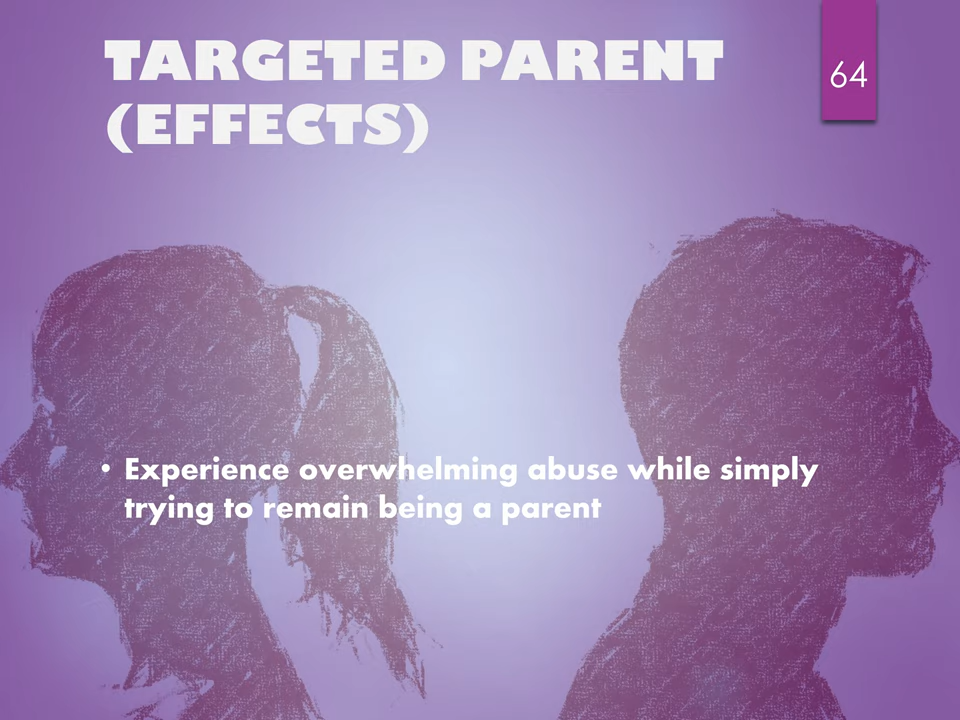 TARGETED PARENT
(EFFECTS)
64
• Experience overwhelming abuse while simply
trying to remain being a parent